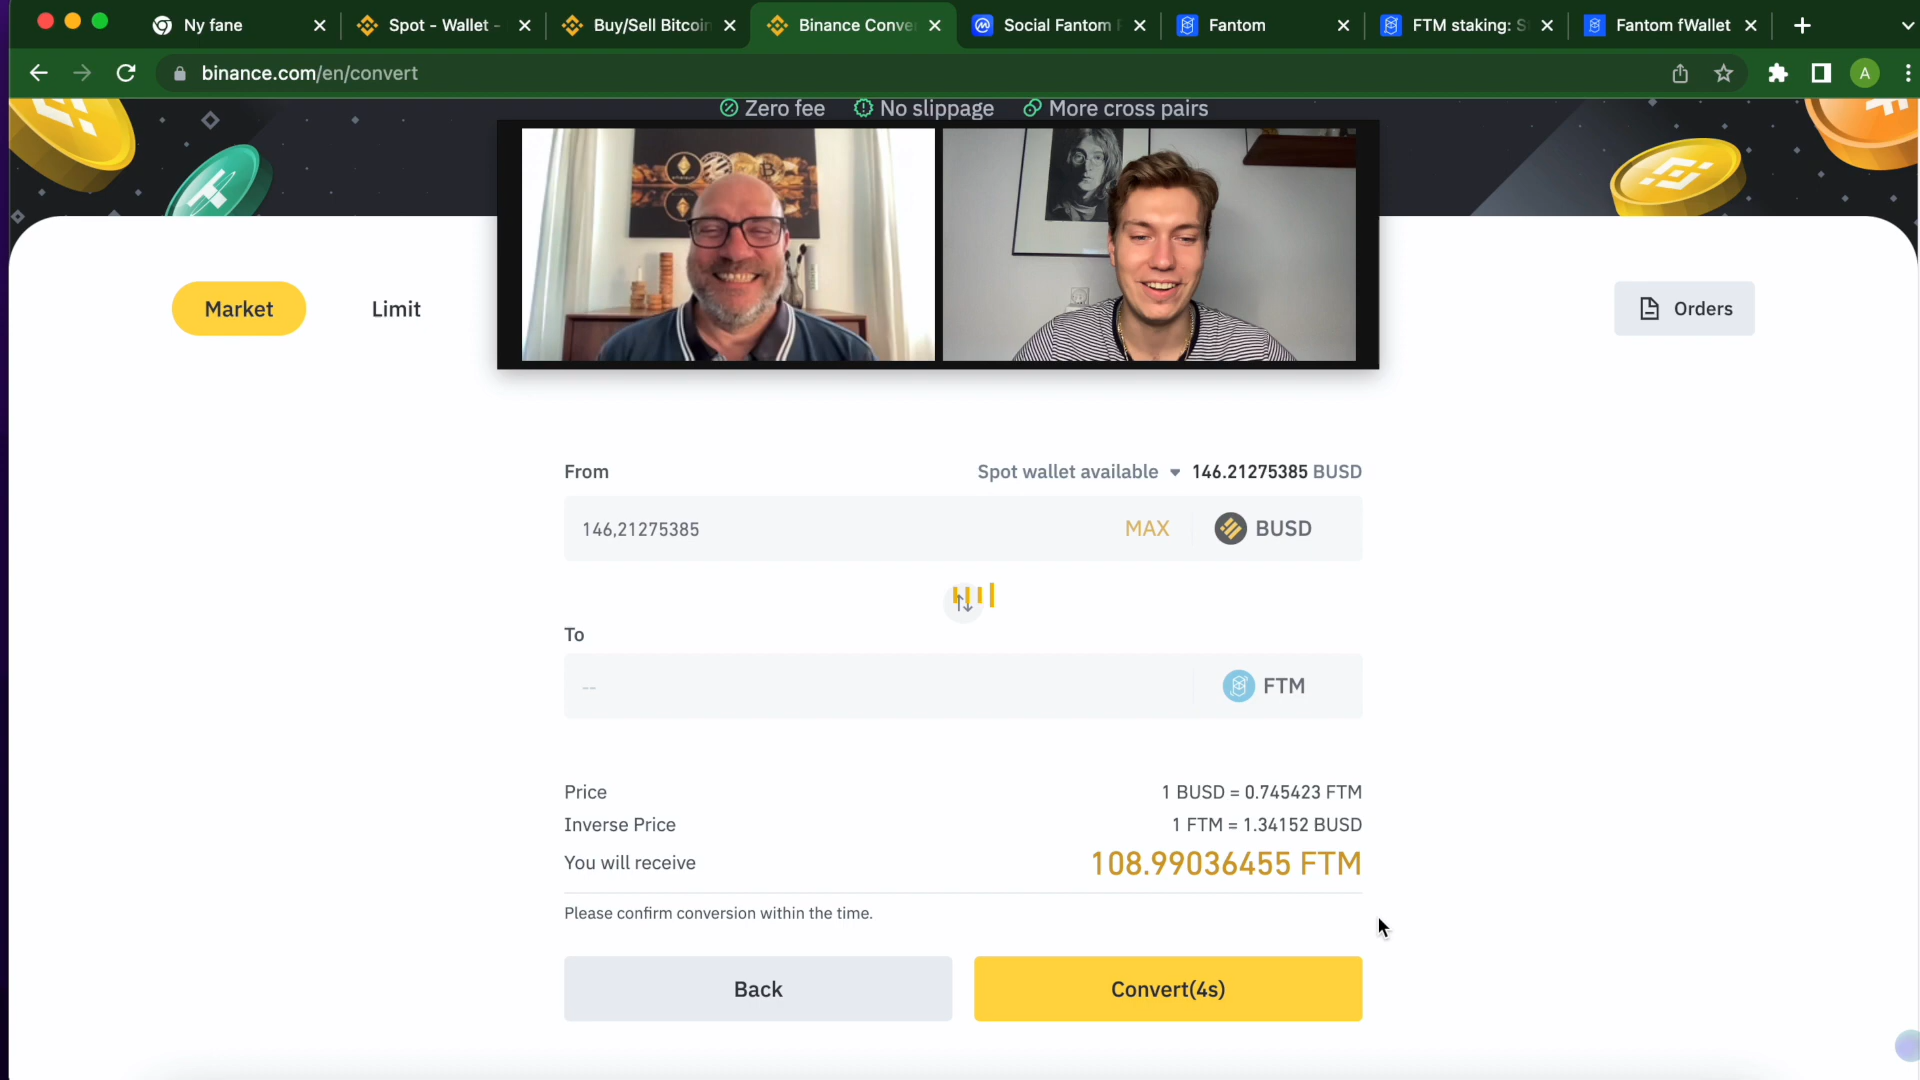 Ny fane
Spot - Wallet -
Buy/Sell Bitcoin
Binance Conve
Social Fantom
Fantom
FTM staking: S
Fantom fWallet
binance.com/en/convert
A
Zero fee
No slippage
More cross pairs
Market
Limit
Orders
From
Spot wallet available
146.21275385 BUSD
146,21275385
MAX
BUSD
To
--
FTM
Price
1 BUSD = 0.745423 FTM
Inverse Price
1 FTM = 1.34152 BUSD
You will receive
108.99036455 FTM
Please confirm conversion within the time.
Back
Convert(4s)